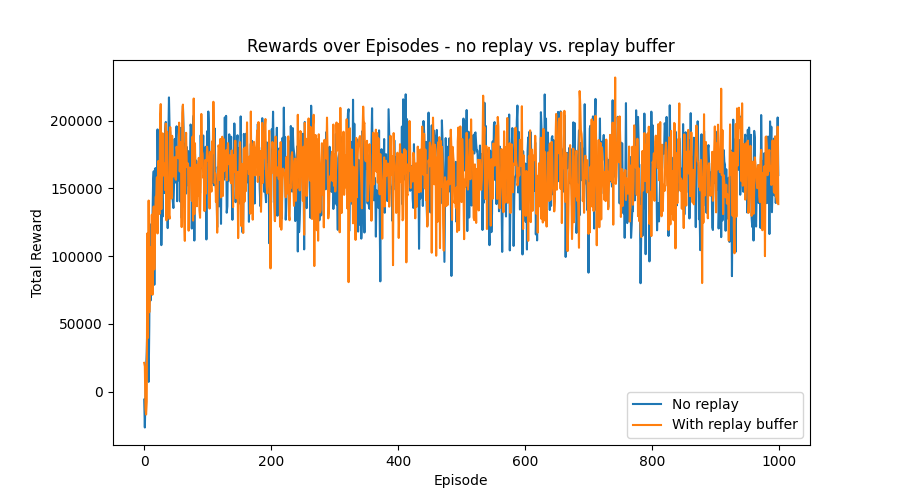 Rewards over Episodes - no replay vs. replay buffer
Total Reward
200000
150000
100000
50000
0
0 200 400 600 800 1000
Episode
No replay
With replay buffer